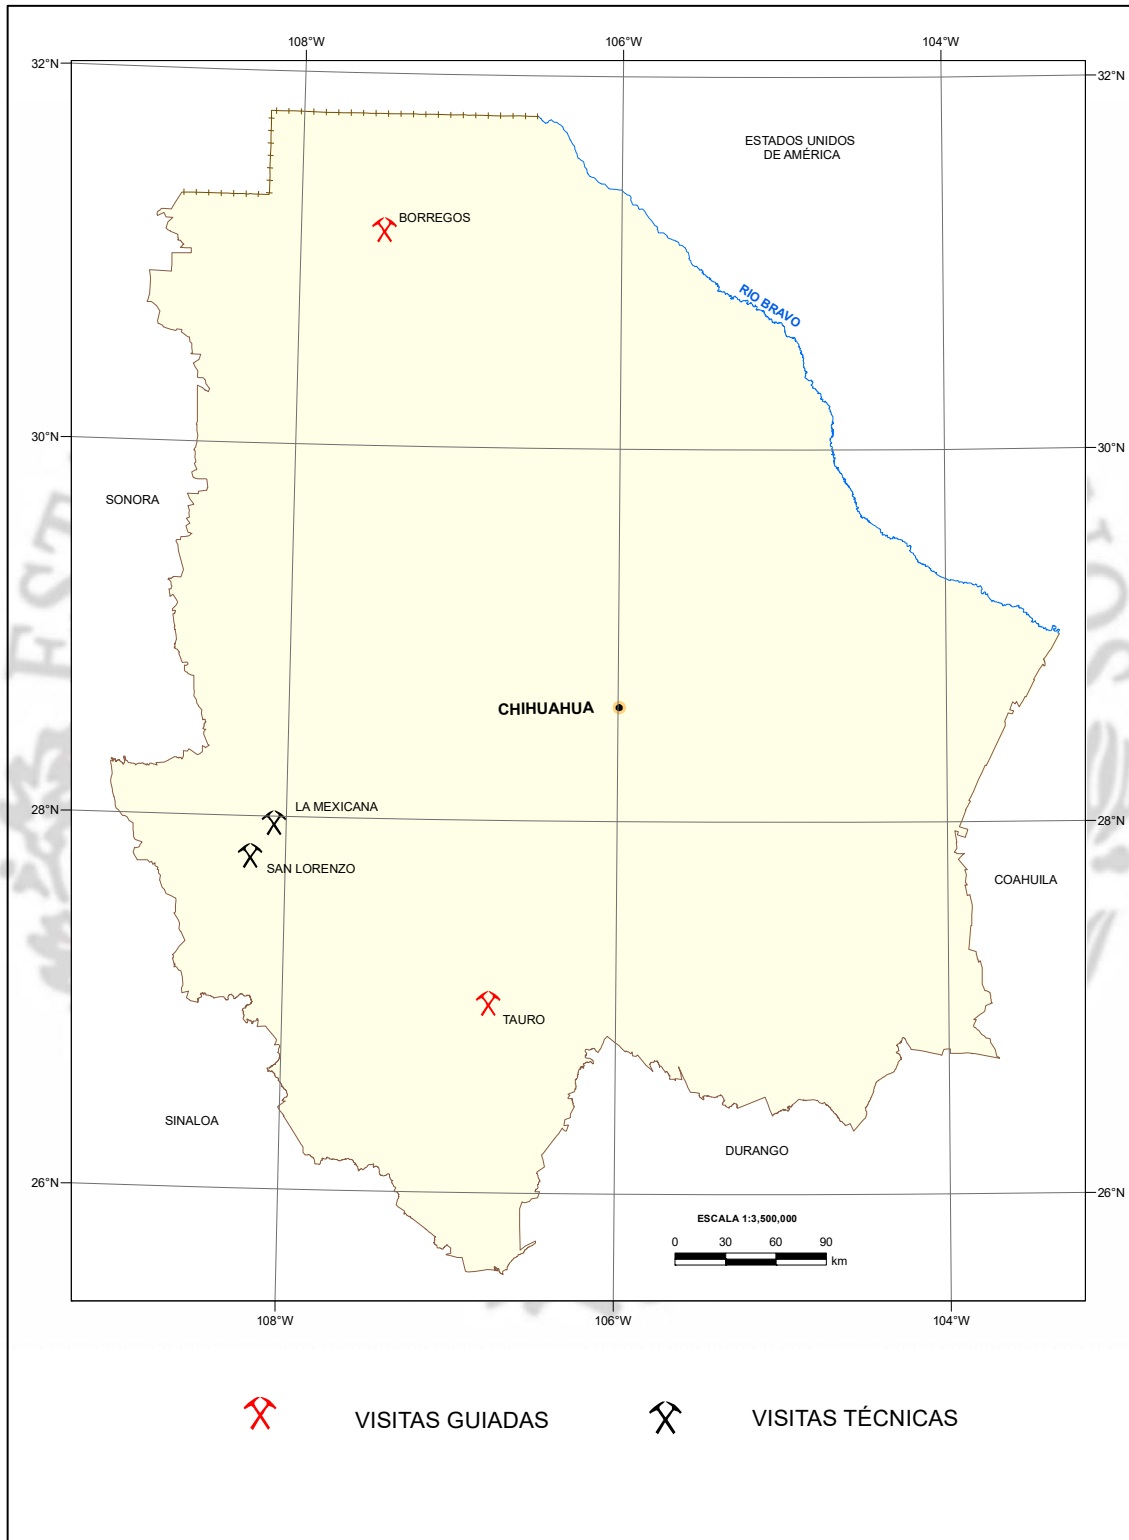 108°W
106°W
104°W
32°N
32°N
ESTADOS UNIDOS
DE AMÉRICA
BORREGOS
RIO BRAVO
30°N
30°N
SONORA
CHIHUAHUA
LA MEXICANA
28°N
28°N
SAN LORENZO
COAHUILA
TAURO
SINALOA
DURANGO
26°N
26°N
ESCALA 1:3,500,000
0 30 60 90
km
108°W
106°W
104°W
VISITAS GUIADAS
VISITAS TÉCNICAS